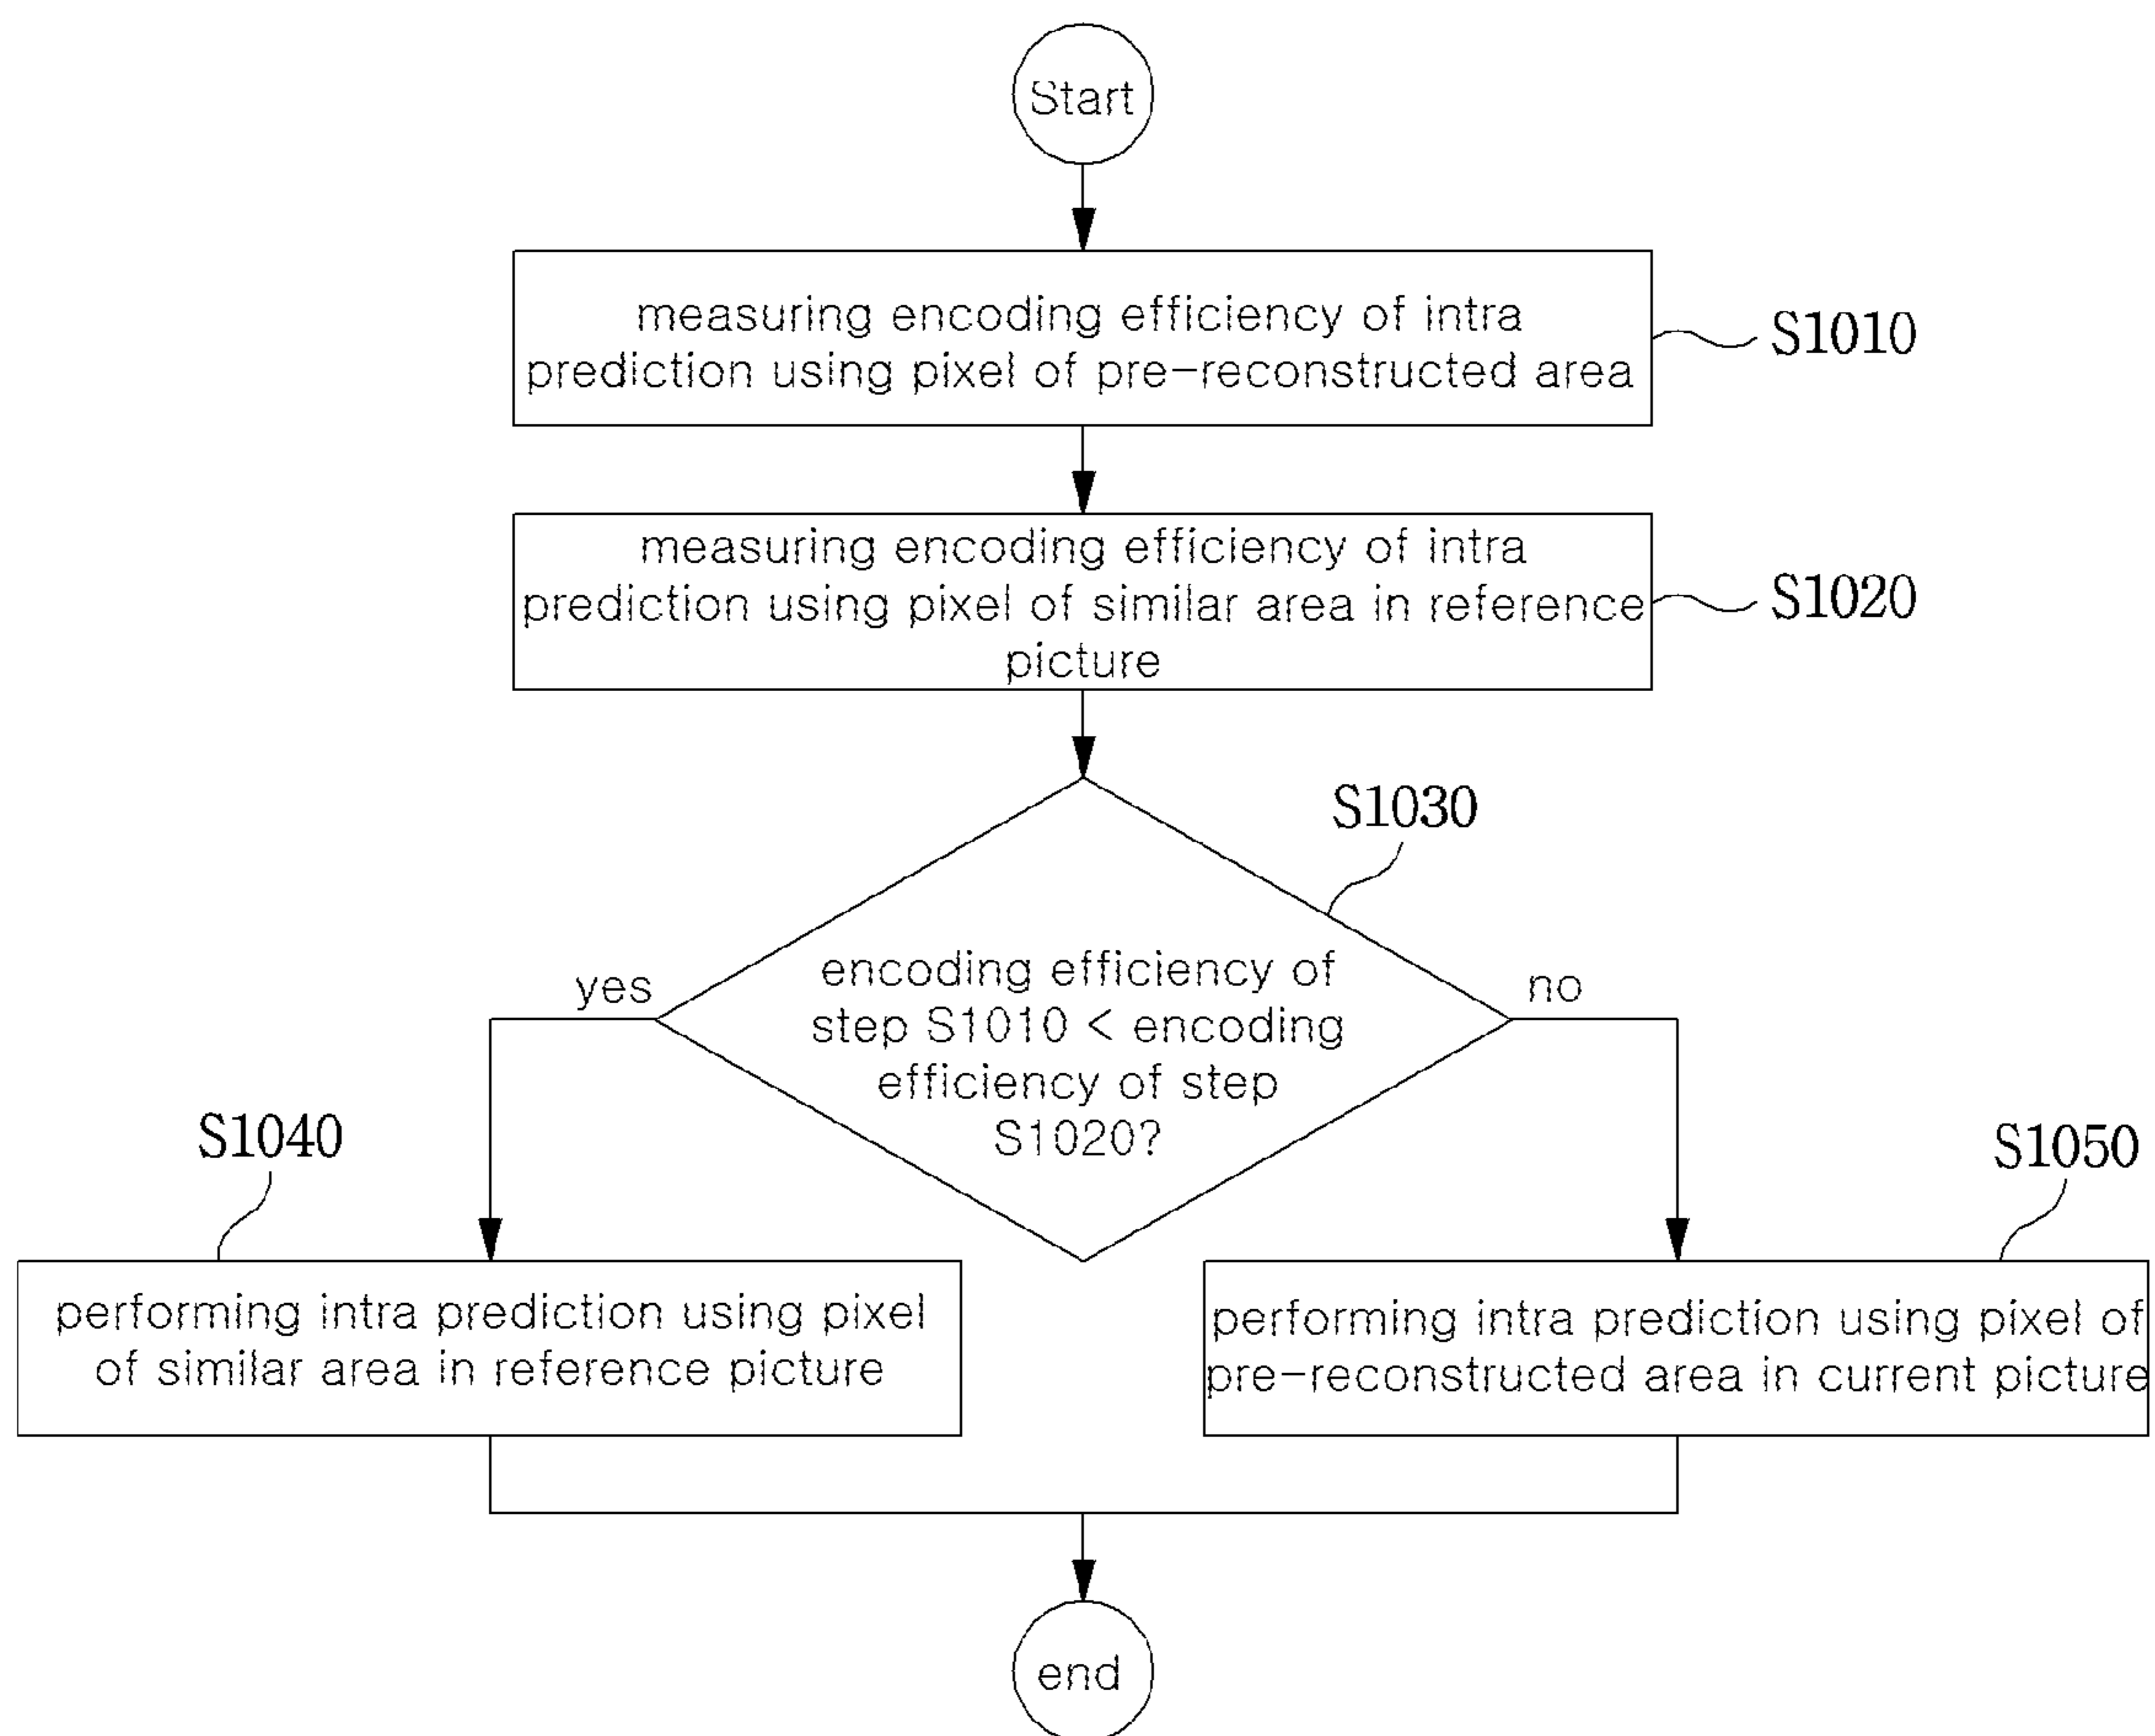 Start
measuring encoding efficiency of intra
prediction using pixel of pre-reconstructed area
S1010
measuring encoding efficiency of intra
prediction using pixel of similar area in reference
picture
S1020
S1030
encoding efficiency of
step S1010 < encoding
efficiency of step
S1020?
yes
no
S1040
performing intra prediction using pixel
of similar area in reference picture
S1050
performing intra prediction using pixel of
pre-reconstructed area in current picture
end